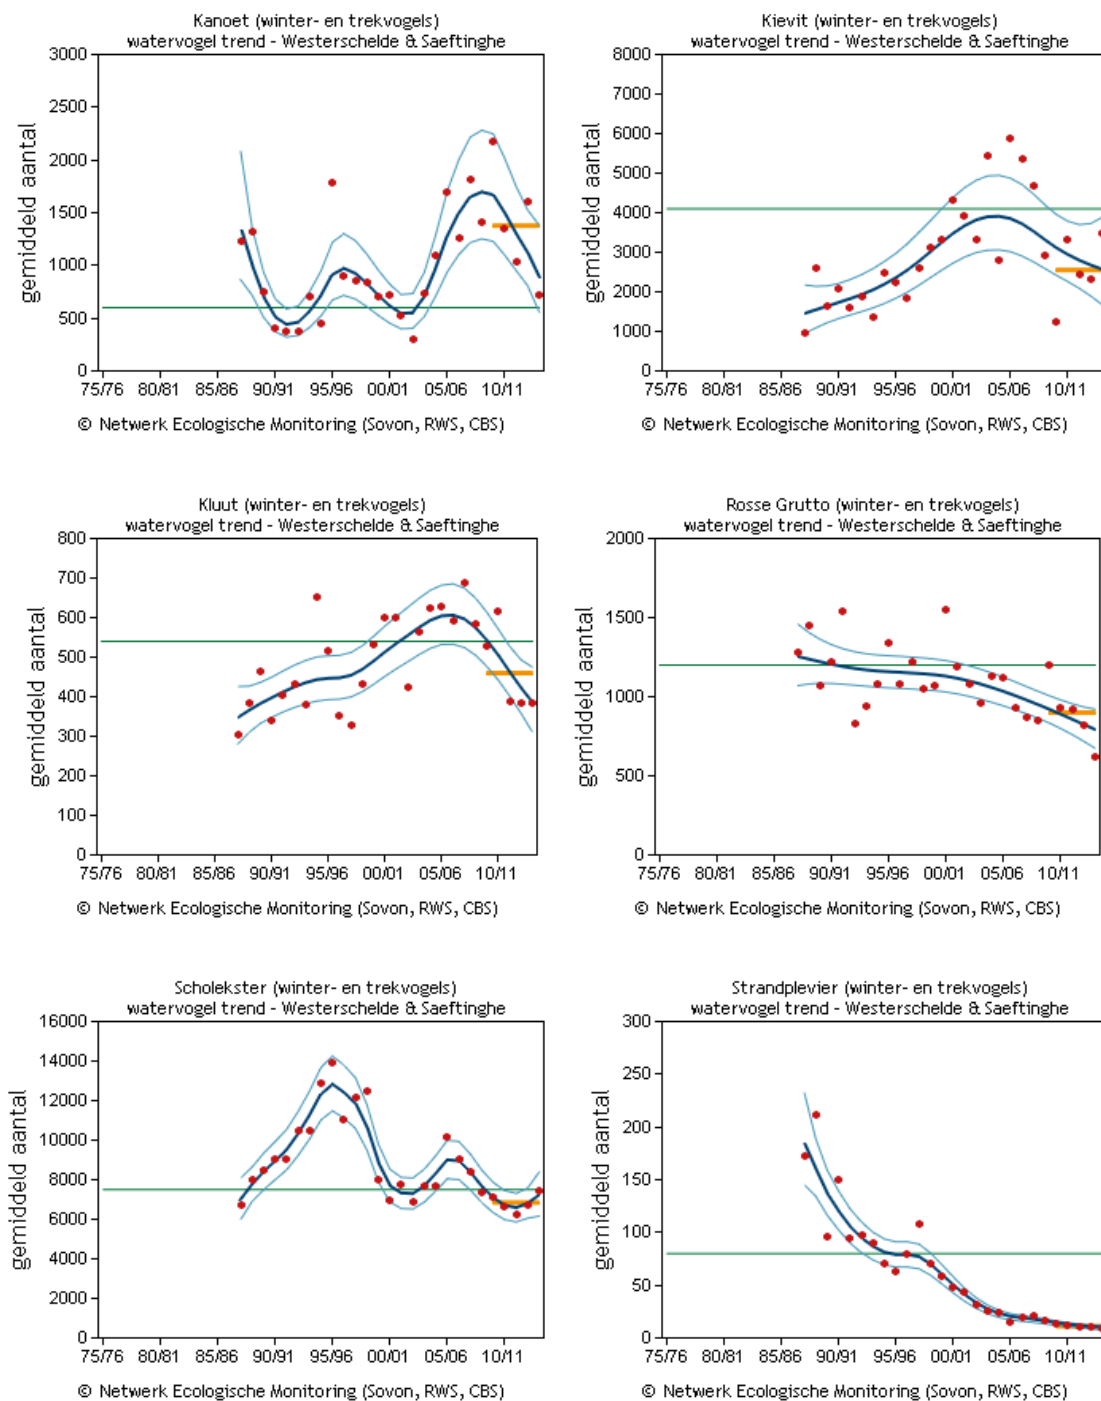 Kanoet (winter- en trekvogels)
watervogel trend - Westerschelde & Saeftinghe
gemiddeld aantal
3000
2500
2000
1500
1000
500
0
75/76 80/81 85/86 90/91 95/96 00/01 05/06 10/11
© Netwerk Ecologische Monitoring (Sovon, RWS, CBS)
Kievit (winter- en trekvogels)
watervogel trend - Westerschelde & Saeftinghe
gemiddeld aantal
8000
7000
6000
5000
4000
3000
2000
1000
0
75/76 80/81 85/86 90/91 95/96 00/01 05/06 10/11
© Netwerk Ecologische Monitoring (Sovon, RWS, CBS)
Kluut (winter- en trekvogels)
watervogel trend - Westerschelde & Saeftinghe
gemiddeld aantal
800
700
600
500
400
300
200
100
0
75/76 80/81 85/86 90/91 95/96 00/01 05/06 10/11
© Netwerk Ecologische Monitoring (Sovon, RWS, CBS)
Rosse Grutto (winter- en trekvogels)
watervogel trend - Westerschelde & Saeftinghe
gemiddeld aantal
2000
1500
1000
500
0
75/76 80/81 85/86 90/91 95/96 00/01 05/06 10/11
© Netwerk Ecologische Monitoring (Sovon, RWS, CBS)
Scholekster (winter- en trekvogels)
watervogel trend - Westerschelde & Saeftinghe
gemiddeld aantal
16000
14000
12000
10000
8000
6000
4000
2000
0
75/76 80/81 85/86 90/91 95/96 00/01 05/06 10/11
© Netwerk Ecologische Monitoring (Sovon, RWS, CBS)
Strandplevier (winter- en trekvogels)
watervogel trend - Westerschelde & Saeftinghe
gemiddeld aantal
300
250
200
150
100
50
0
75/76 80/81 85/86 90/91 95/96 00/01 05/06 10/11
© Netwerk Ecologische Monitoring (Sovon, RWS, CBS)